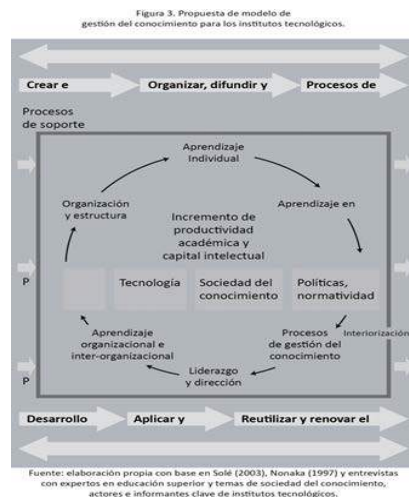 Figura 3. Propuesta de modelo de
gestión del conocimiento para los institutos tecnológicos.
Crear e
Organizar, difundir y
Procesos de
Procesos
de soporte
Aprendizaje
Individual
Organización
y estructura
Aprendizaje en
Incremento de
productividad
académica y
capital intelectual
P
Tecnología
Sociedad del
conocimiento
Políticas,
normatividad
Aprendizaje
organizacional e
inter-organizacional
Procesos
de gestión del
conocimiento
Interiorización
Liderazgo
y dirección
P
Desarrollo
Aplicar y
Reutilizar y renovar el
Fuente: elaboración propia con base en Solé (2003), Nonaka (1997) y entrevistas
con expertos en educación superior y temas de sociedad del conocimiento,
actores e informantes clave de institutos tecnológicos.